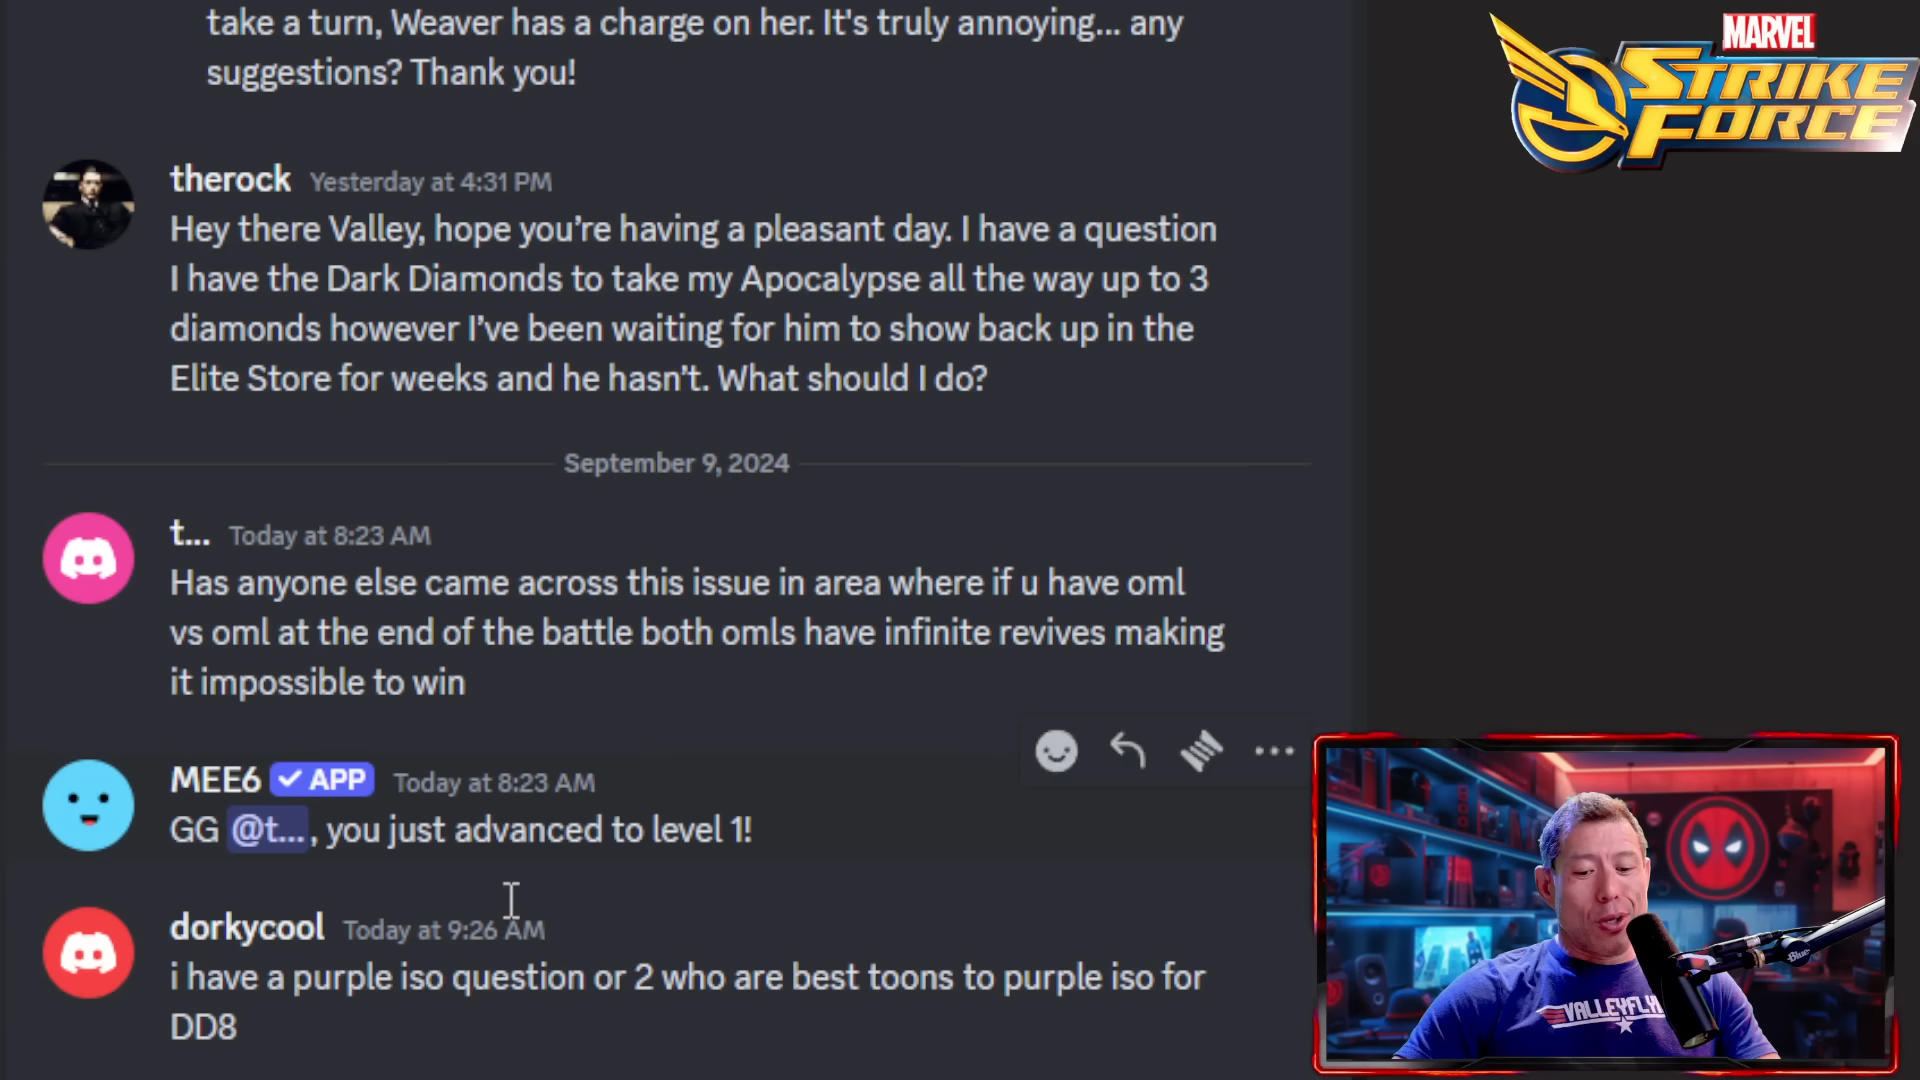 take a turn, Weaver has a charge on her. It's truly annoying... any
suggestions? Thank you!
MARVEL
STRIKE
FORCE
therock Yesterday at 4:31 PM
Hey there Valley, hope you’re having a pleasant day. I have a question
I have the Dark Diamonds to take my Apocalypse all the way up to 3
diamonds however I’ve been waiting for him to show back up in the
Elite Store for weeks and he hasn’t. What should I do?
September 9, 2024
t... Today at 8:23 AM
Has anyone else came across this issue in area where if u have oml
vs oml at the end of the battle both omls have infinite revives making
it impossible to win
MEE6 APP Today at 8:23 AM
GG @t..., you just advanced to level 1!
dorkycool Today at 9:26 AM
i have a purple iso question or 2 who are best toons to purple iso for
DD8
Blue